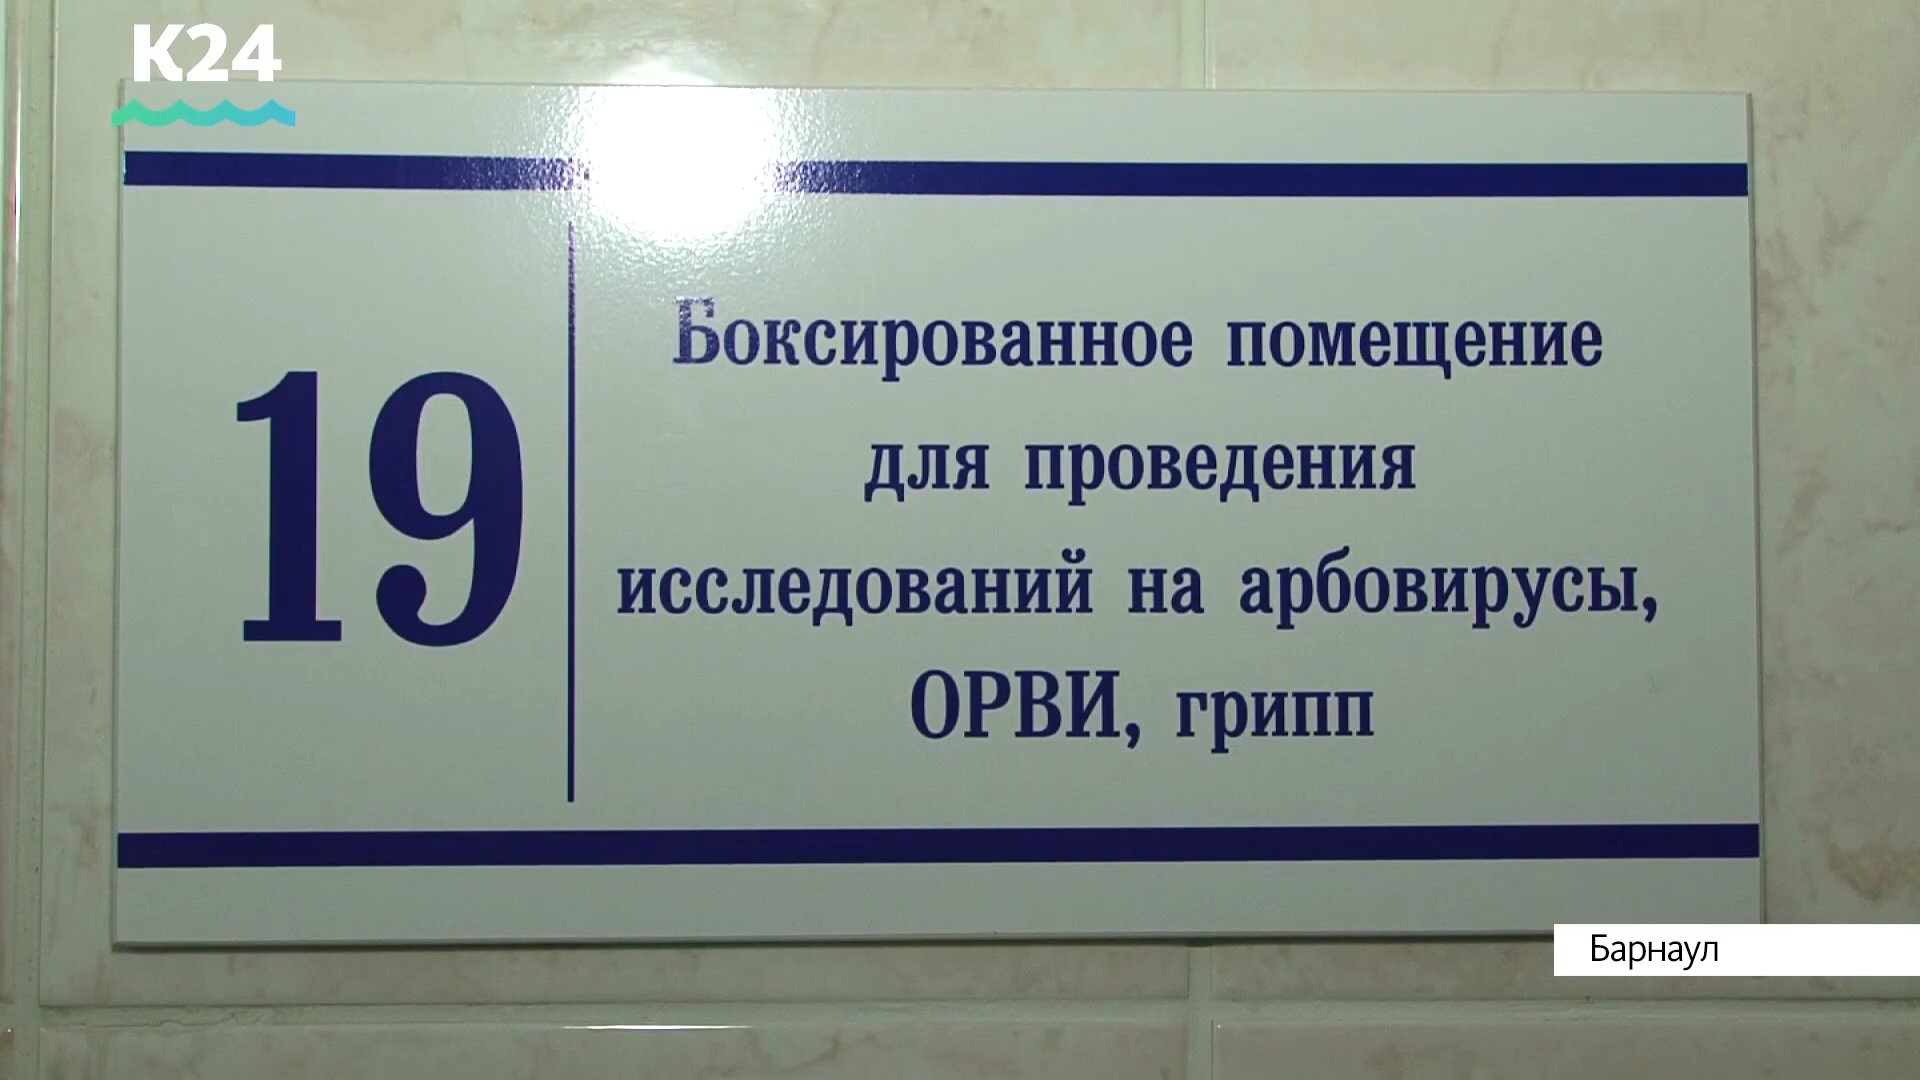 К24
19
Боксированное помещение
для проведения
исследований на арбовирусы,
ОРВИ, грипп
Барнаул